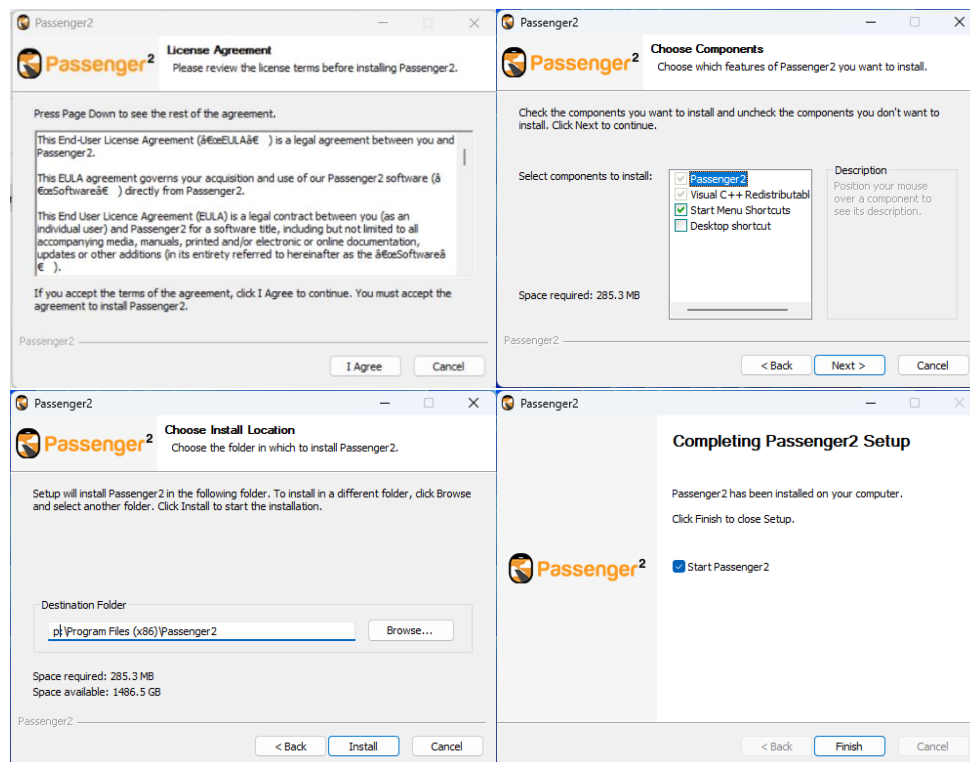 Passenger2
Passenger²
License Agreement
Please review the license terms before installing Passenger2.
Press Page Down to see the rest of the agreement.
This End-User License Agreement (â€œEULAâ€ ) is a legal agreement between you and
Passenger2.
This EULA agreement governs your acquisition and use of our Passenger2 software (â
€œSoftwareâ€ ) directly from Passenger2.
This End User Licence Agreement (EULA) is a legal contract between you (as an
individual user) and Passenger2 for a software title, including but not limited to all
accompanying media, manuals, printed and/or electronic or online documentation,
updates or other additions (in its entirety referred to hereinafter as the â€œSoftwareâ
€ ).
If you accept the terms of the agreement, click I Agree to continue. You must accept the
agreement to install Passenger2.
Passenger2
I Agree
Cancel
Passenger2
Passenger²
Choose Components
Choose which features of Passenger2 you want to install.
Check the components you want to install and uncheck the components you don't want to
install. Click Next to continue.
Select components to install:
Passenger2
Visual C++ Redistributabl
Start Menu Shortcuts
Desktop shortcut
Description
Position your mouse
over a component to
see its description.
Space required: 285.3 MB
Passenger2
< Back
Next >
Cancel
Passenger2
Passenger²
Choose Install Location
Choose the folder in which to install Passenger2.
Setup will install Passenger2 in the following folder. To install in a different folder, click Browse
and select another folder. Click Install to start the installation.
Destination Folder
p:\Program Files (x86)\Passenger2
Browse...
Space required: 285.3 MB
Space available: 1486.5 GB
Passenger2
< Back
Install
Cancel
Passenger2
Passenger²
Completing Passenger2 Setup
Passenger2 has been installed on your computer.
Click Finish to close Setup.
Start Passenger2
< Back
Finish
Cancel